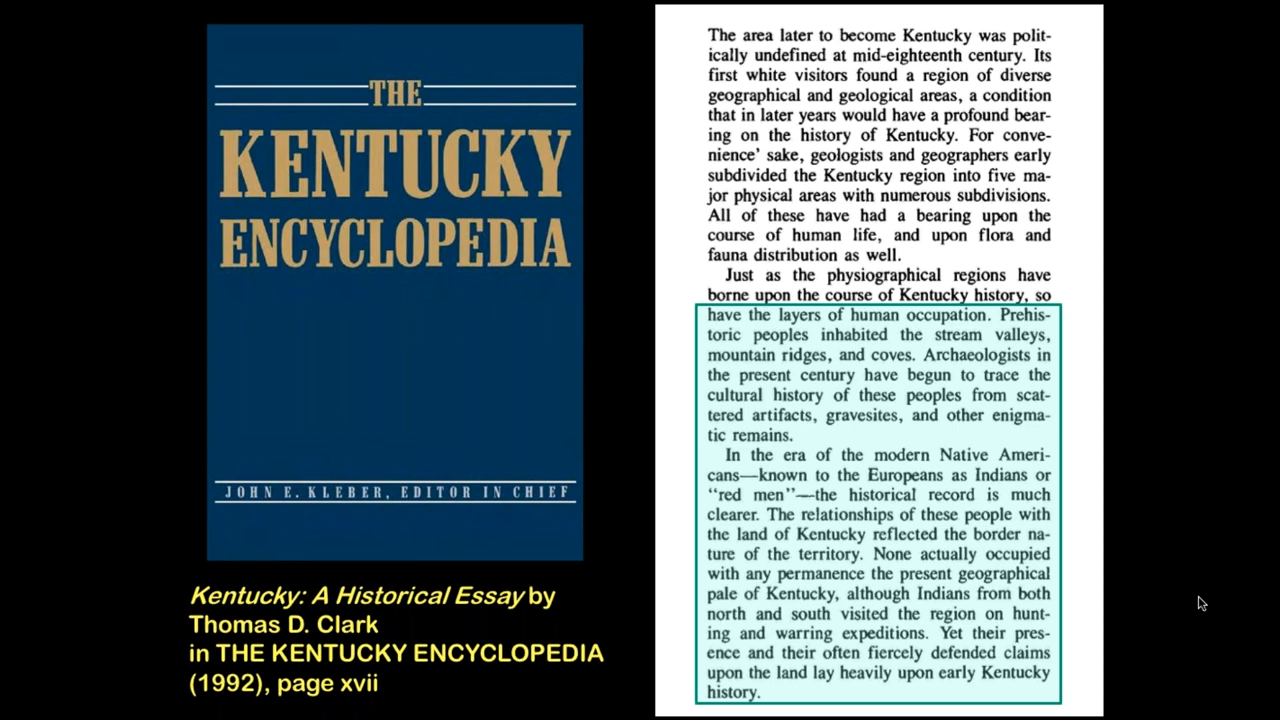 THE
KENTUCKY
ENCYCLOPEDIA
JOHN E. KLEBER, EDITOR IN CHIEF
Kentucky: A Historical Essay by
Thomas D. Clark
in THE KENTUCKY ENCYCLOPEDIA
(1992), page xvii
The area later to become Kentucky was polit-
ically undefined at mid-eighteenth century. Its
first white visitors found a region of diverse
geographical and geological areas, a condition
that in later years would have a profound bear-
ing on the history of Kentucky. For conve-
nience’ sake, geologists and geographers early
subdivided the Kentucky region into five ma-
jor physical areas with numerous subdivisions.
All of these have had a bearing upon the
course of human life, and upon flora and
fauna distribution as well.
Just as the physiographical regions have
borne upon the course of Kentucky history, so
have the layers of human occupation. Prehis-
toric peoples inhabited the stream valleys,
mountain ridges, and coves. Archaeologists in
the present century have begun to trace the
cultural history of these peoples from scat-
tered artifacts, gravesites, and other enigma-
tic remains.
In the era of the modern Native Ameri-
cans—known to the Europeans as Indians or
“red men”—the historical record is much
clearer. The relationships of these people with
the land of Kentucky reflected the border na-
ture of the territory. None actually occupied
with any permanence the present geographical
pale of Kentucky, although Indians from both
north and south visited the region on hunt-
ing and warring expeditions. Yet their pres-
ence and their often fiercely defended claims
upon the land lay heavily upon early Kentucky
history.